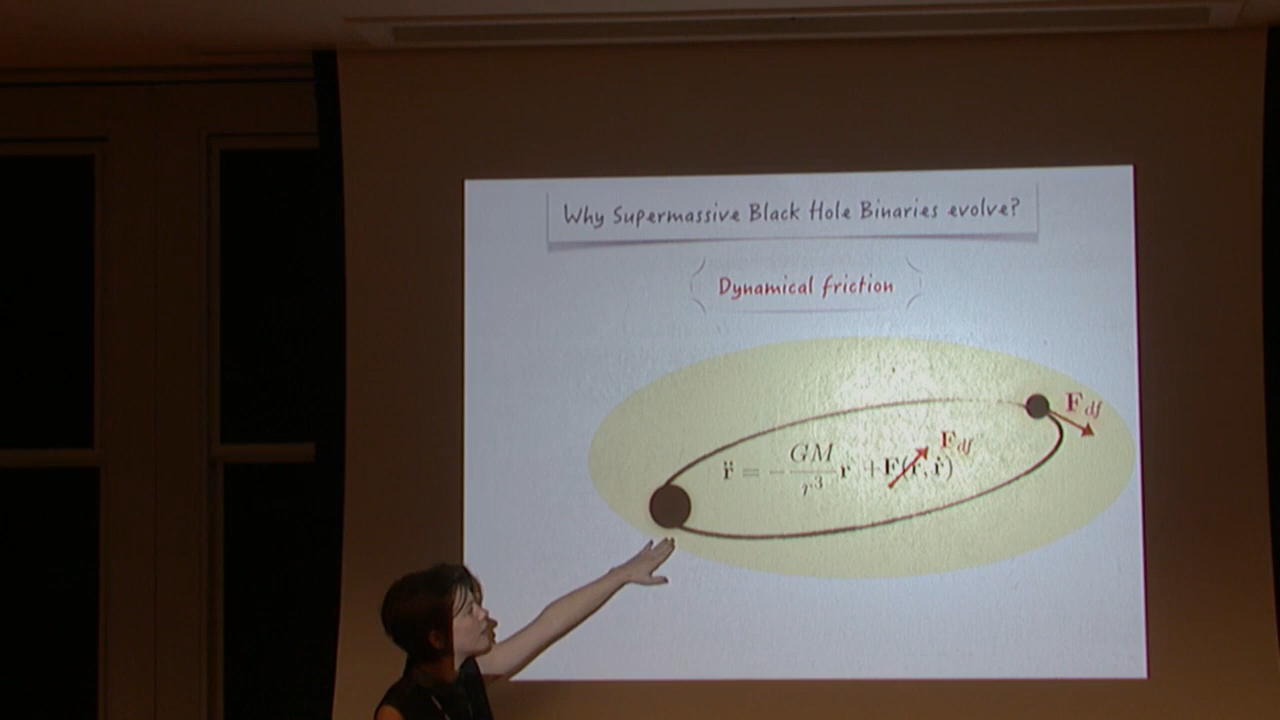 Why Supermassive Black Hole Binaries evolve?
Dynamical friction
F_df
r̈ = − GM/r³ r + F(r, ṙ) F_df